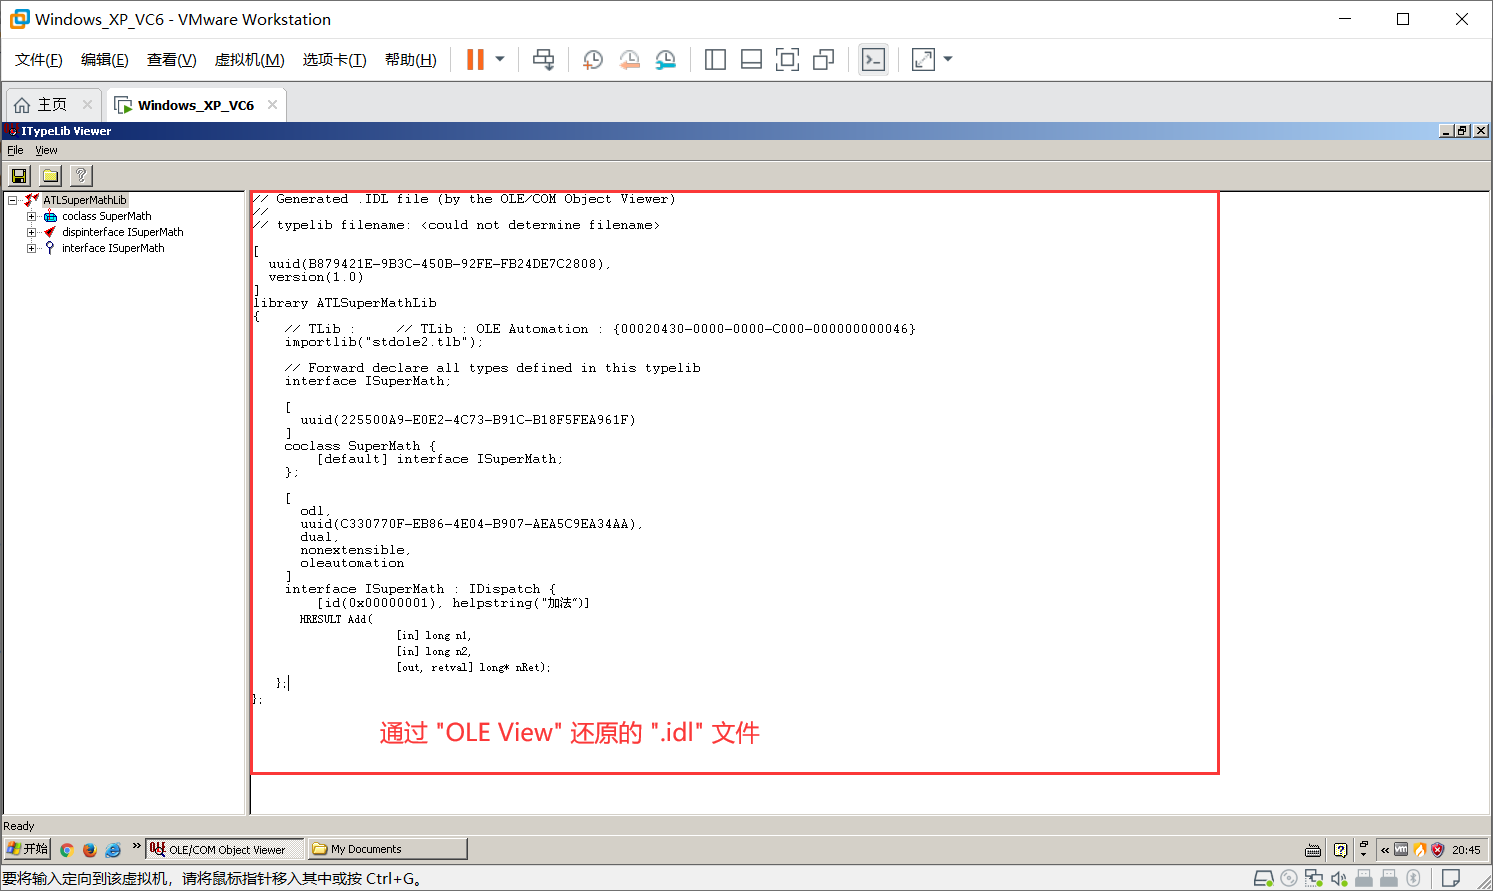 Windows_XP_VC6 - VMware Workstation
文件(F) 编辑(E) 查看(V) 虚拟机(M) 选项卡(T) 帮助(H)
主页
Windows_XP_VC6
ITypeLib Viewer
File View
ATLSuperMathLib
coclass SuperMath
dispinterface ISuperMath
interface ISuperMath
// Generated .IDL file (by the OLE/COM Object Viewer)
//
// typelib filename: <could not determine filename>
[
uuid(B879421E-9B3C-450B-92FE-FB24DE7C2808),
version(1.0)
]
library ATLSuperMathLib
{
// TLib :     // TLib : OLE Automation : {00020430-0000-0000-C000-000000000046}
importlib("stdole2.tlb");
// Forward declare all types defined in this typelib
interface ISuperMath;
[
uuid(225500A9-E0E2-4C73-B91C-B18F5FEA961F)
]
coclass SuperMath {
[default] interface ISuperMath;
};
[
odl,
uuid(C330770F-EB86-4E04-B907-AEA5C9EA34AA),
dual,
nonextensible,
oleautomation
]
interface ISuperMath : IDispatch {
[id(0x00000001), helpstring("加法")]
HRESULT Add(
[in] long n1,
[in] long n2,
[out, retval] long* nRet);
};
};
通过 "OLE View" 还原的 ".idl" 文件
Ready
开始
OLE/COM Object Viewer
My Documents
20:45
要将输入定向到该虚拟机，请将鼠标指针移入其中或按 Ctrl+G。